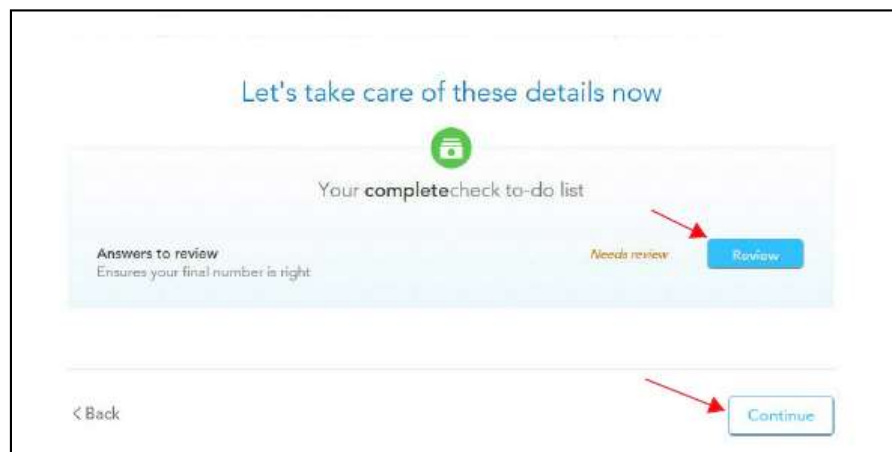 Let's take care of these details now
Your completecheck to-do list
Answers to review
Ensures your final number is right
Needs review
Review
< Back
Continue